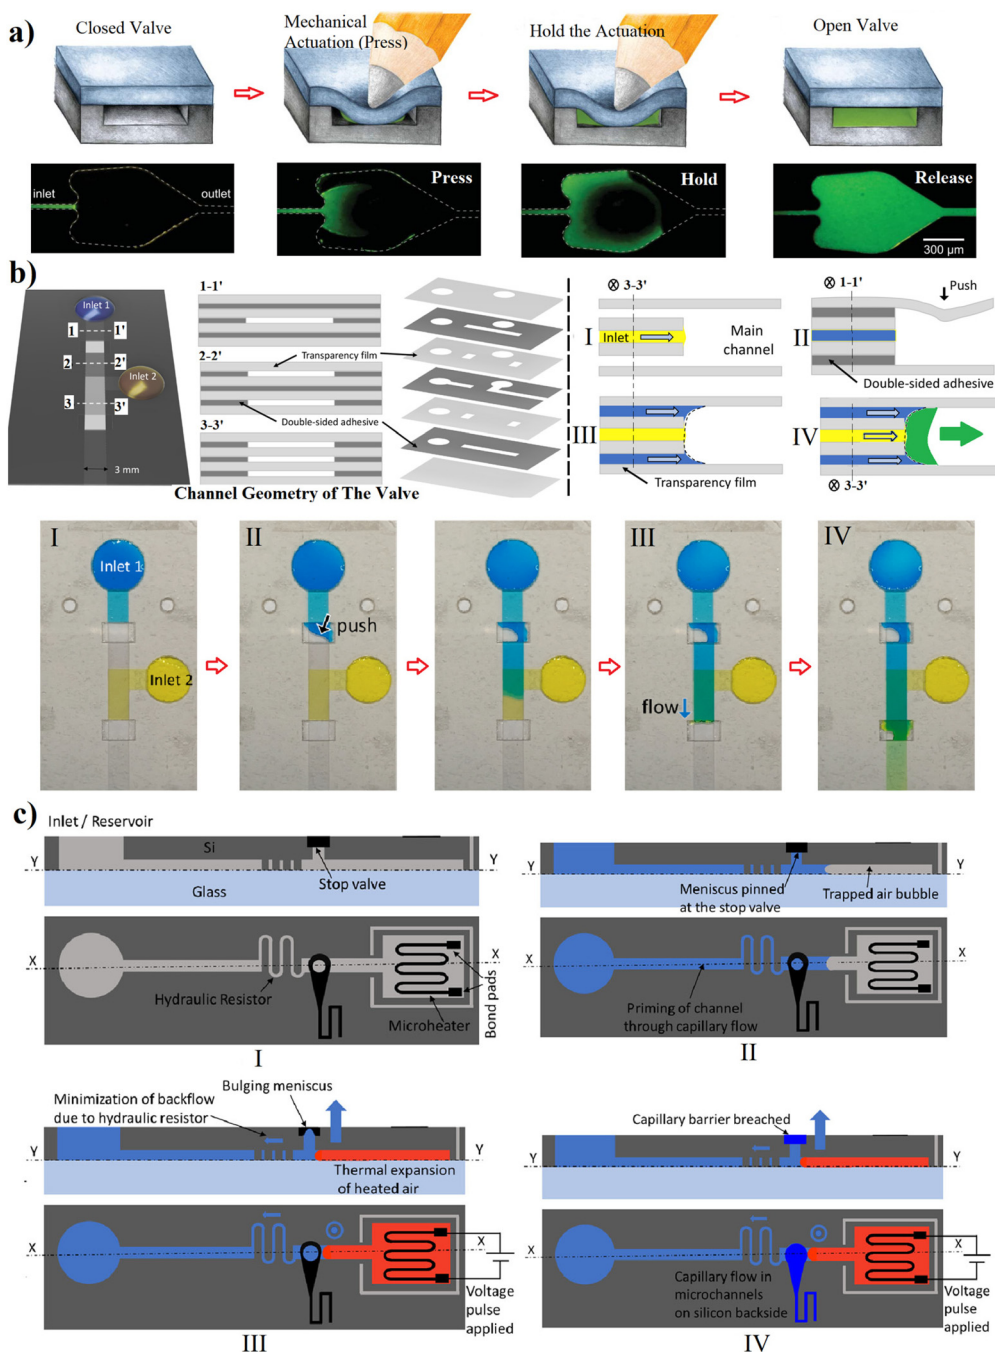 a)
Closed Valve
Mechanical
Actuation (Press)
Hold the Actuation
Open Valve
inlet
outlet
Press
Hold
Release
300 µm
b)
Inlet 1
1
1'
2
2'
Inlet 2
3
3'
3 mm
1-1'
2-2'
Transparency film
Double-sided adhesive
3-3'
Channel Geometry of The Valve
⊗ 3-3'
I
Inlet
Main
channel
⊗ 1-1'
Push
II
Double-sided adhesive
III
Transparency film
IV
⊗ 3-3'
I
Inlet 1
Inlet 2
II
push
III
flow
IV
c)
Inlet / Reservoir
Si
Y
Y
Stop valve
Glass
X
X
Hydraulic Resistor
Microheater
Bond pads
I
Y
Y
Meniscus pinned
at the stop valve
Trapped air bubble
X
X
Priming of channel
through capillary flow
II
Minimization of backflow
due to hydraulic resistor
Bulging meniscus
Y
Y
Thermal expansion
of heated air
X
X
Voltage
pulse
applied
III
Capillary barrier breached
Y
Y
X
X
Capillary flow in
microchannels
on silicon backside
Voltage
pulse
applied
IV